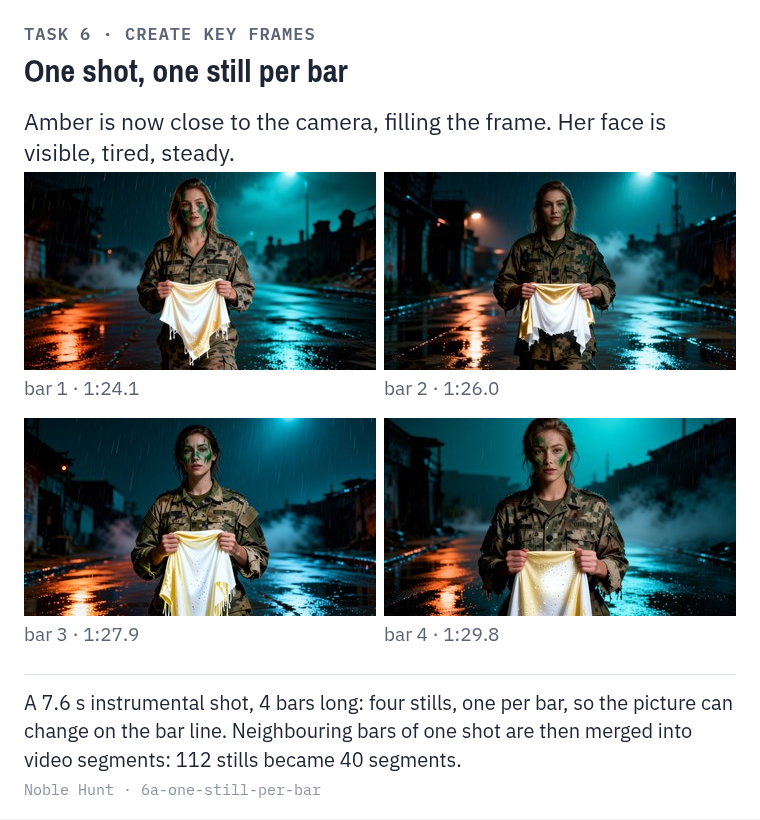 TASK 6 · CREATE KEY FRAMES
One shot, one still per bar
Amber is now close to the camera, filling the frame. Her face is
visible, tired, steady.
bar 1 · 1:24.1
bar 2 · 1:26.0
bar 3 · 1:27.9
bar 4 · 1:29.8
A 7.6 s instrumental shot, 4 bars long: four stills, one per bar, so the picture can
change on the bar line. Neighbouring bars of one shot are then merged into
video segments: 112 stills became 40 segments.
Noble Hunt · 6a-one-still-per-bar